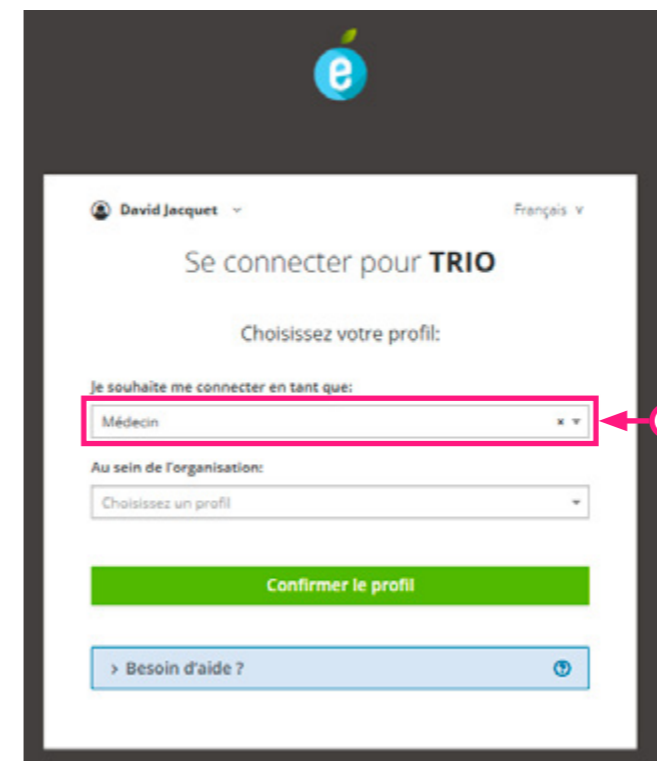 e
David Jacquet
Français
Se connecter pour TRIO
Choisissez votre profil:
Je souhaite me connecter en tant que:
Médecin
Au sein de l'organisation:
Choisissez un profil
Confirmer le profil
> Besoin d'aide ?